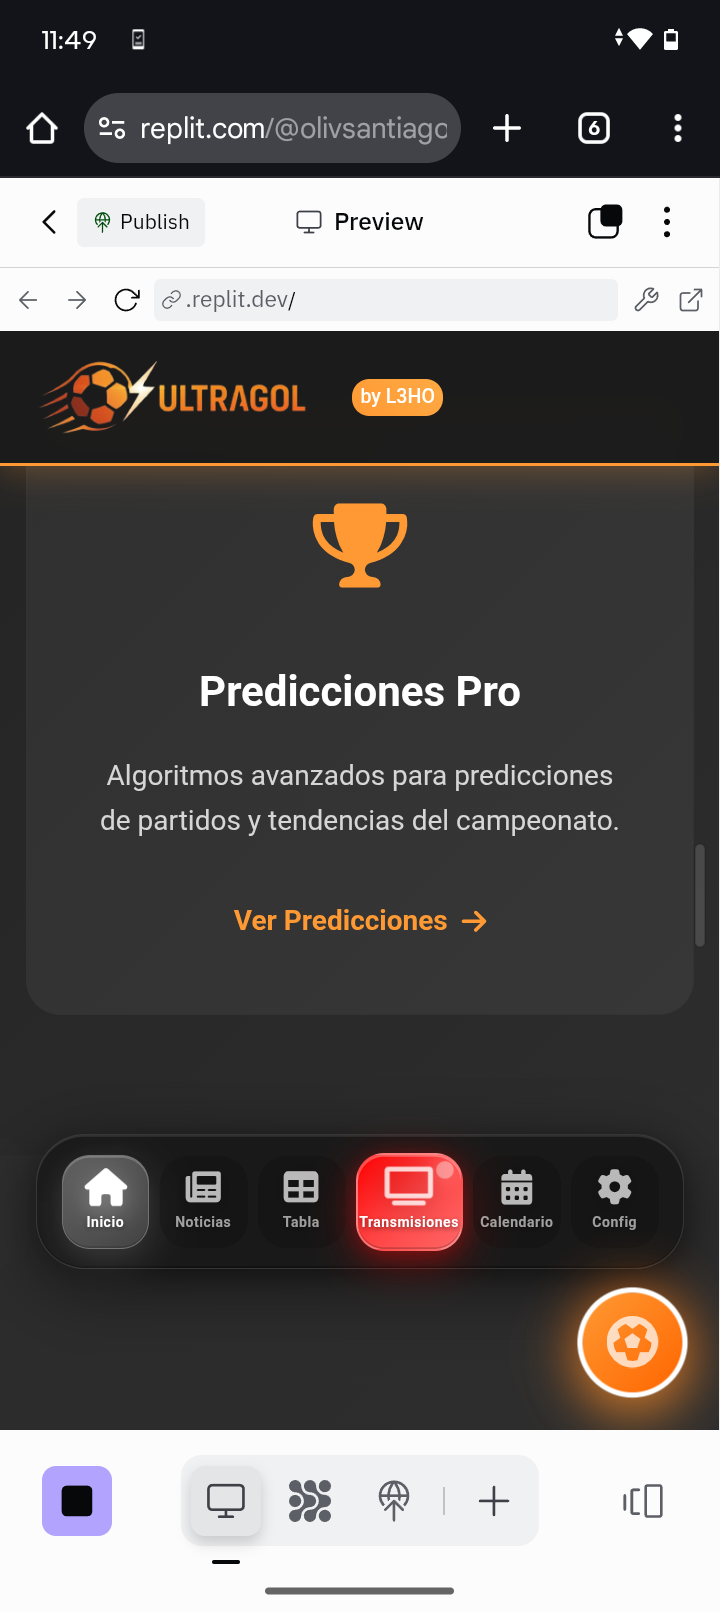 11:49
replit.com/@olivsantiago
6
Publish
Preview
.replit.dev/
ULTRAGOL
by L3HO
Predicciones Pro
Algoritmos avanzados para predicciones
de partidos y tendencias del campeonato.
Ver Predicciones →
Inicio
Noticias
Tabla
Transmisiones
Calendario
Config